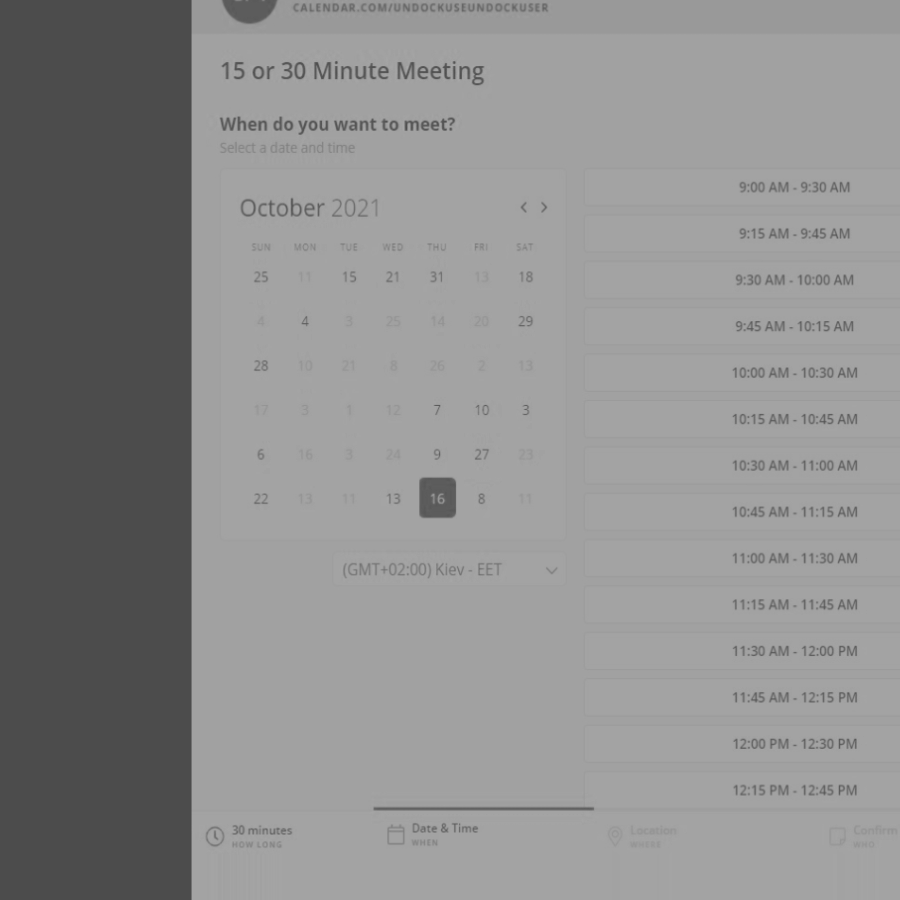 CALENDAR.COM/UNDOCKUSEUNDOCKUSER
15 or 30 Minute Meeting
When do you want to meet?
Select a date and time
October 2021
SUN MON TUE WED THU FRI SAT
25 11 15 21 31 13 18
4 4 3 25 14 20 29
28 10 21 8 26 2 13
17 3 1 12 7 10 3
6 16 3 24 9 27 23
22 13 11 13 16 8 11
(GMT+02:00) Kiev - EET
9:00 AM - 9:30 AM
9:15 AM - 9:45 AM
9:30 AM - 10:00 AM
9:45 AM - 10:15 AM
10:00 AM - 10:30 AM
10:15 AM - 10:45 AM
10:30 AM - 11:00 AM
10:45 AM - 11:15 AM
11:00 AM - 11:30 AM
11:15 AM - 11:45 AM
11:30 AM - 12:00 PM
11:45 AM - 12:15 PM
12:00 PM - 12:30 PM
12:15 PM - 12:45 PM
30 minutes
HOW LONG
Date & Time
WHEN
Location
WHERE
Confirm
WHO